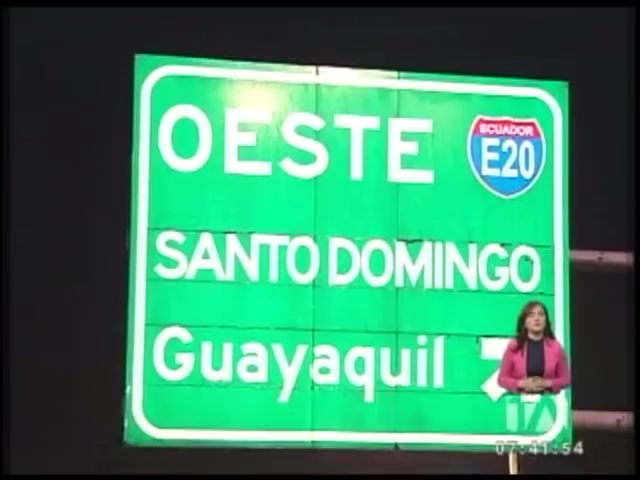 OESTE
ECUADOR
E20
SANTO DOMINGO
Guayaquil
07:41:54